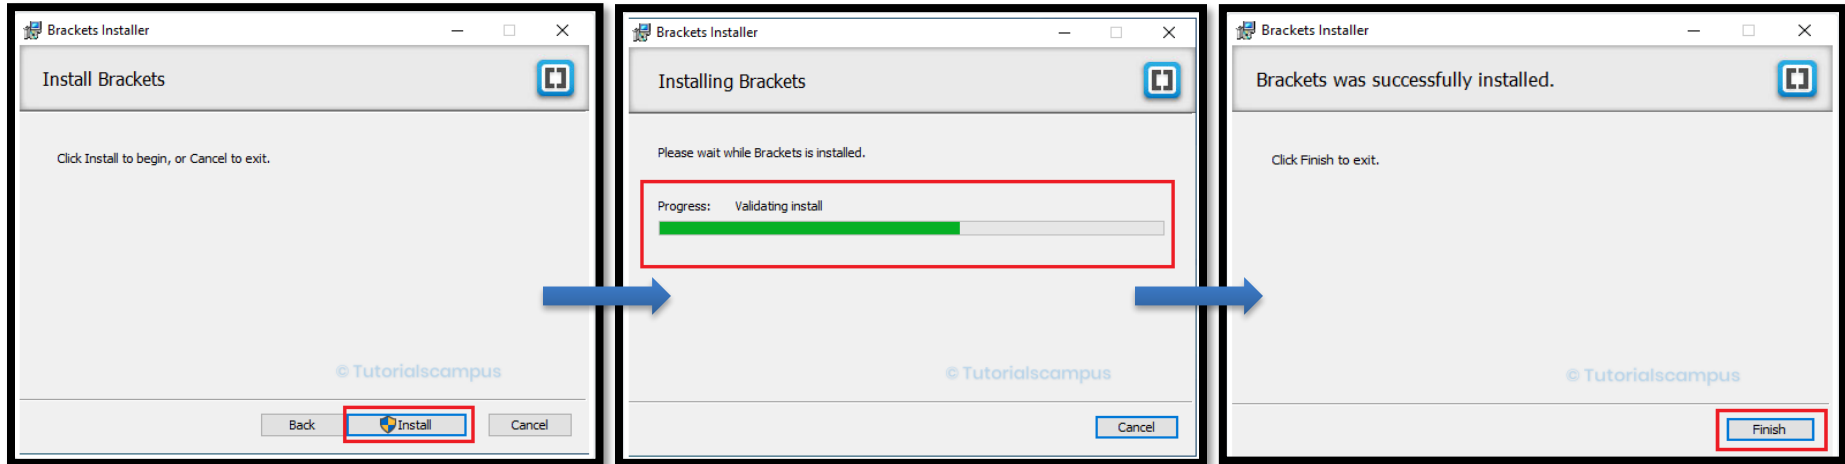 Brackets Installer
Install Brackets
Click Install to begin, or Cancel to exit.
© Tutorialscampus
Back
Install
Cancel
Brackets Installer
Installing Brackets
Please wait while Brackets is installed.
Progress: Validating install
© Tutorialscampus
Cancel
Brackets Installer
Brackets was successfully installed.
Click Finish to exit.
© Tutorialscampus
Finish